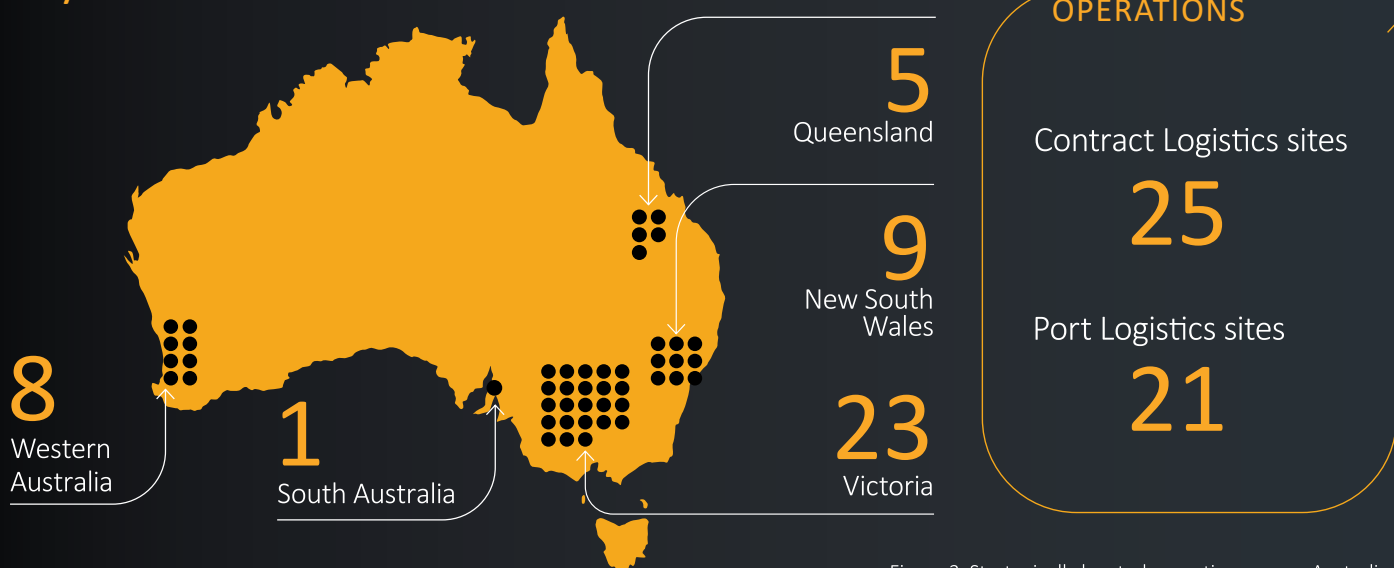 OPERATIONS
5
Queensland
9
New South
Wales
23
Victoria
8
Western
Australia
1
South Australia
Contract Logistics sites
25
Port Logistics sites
21